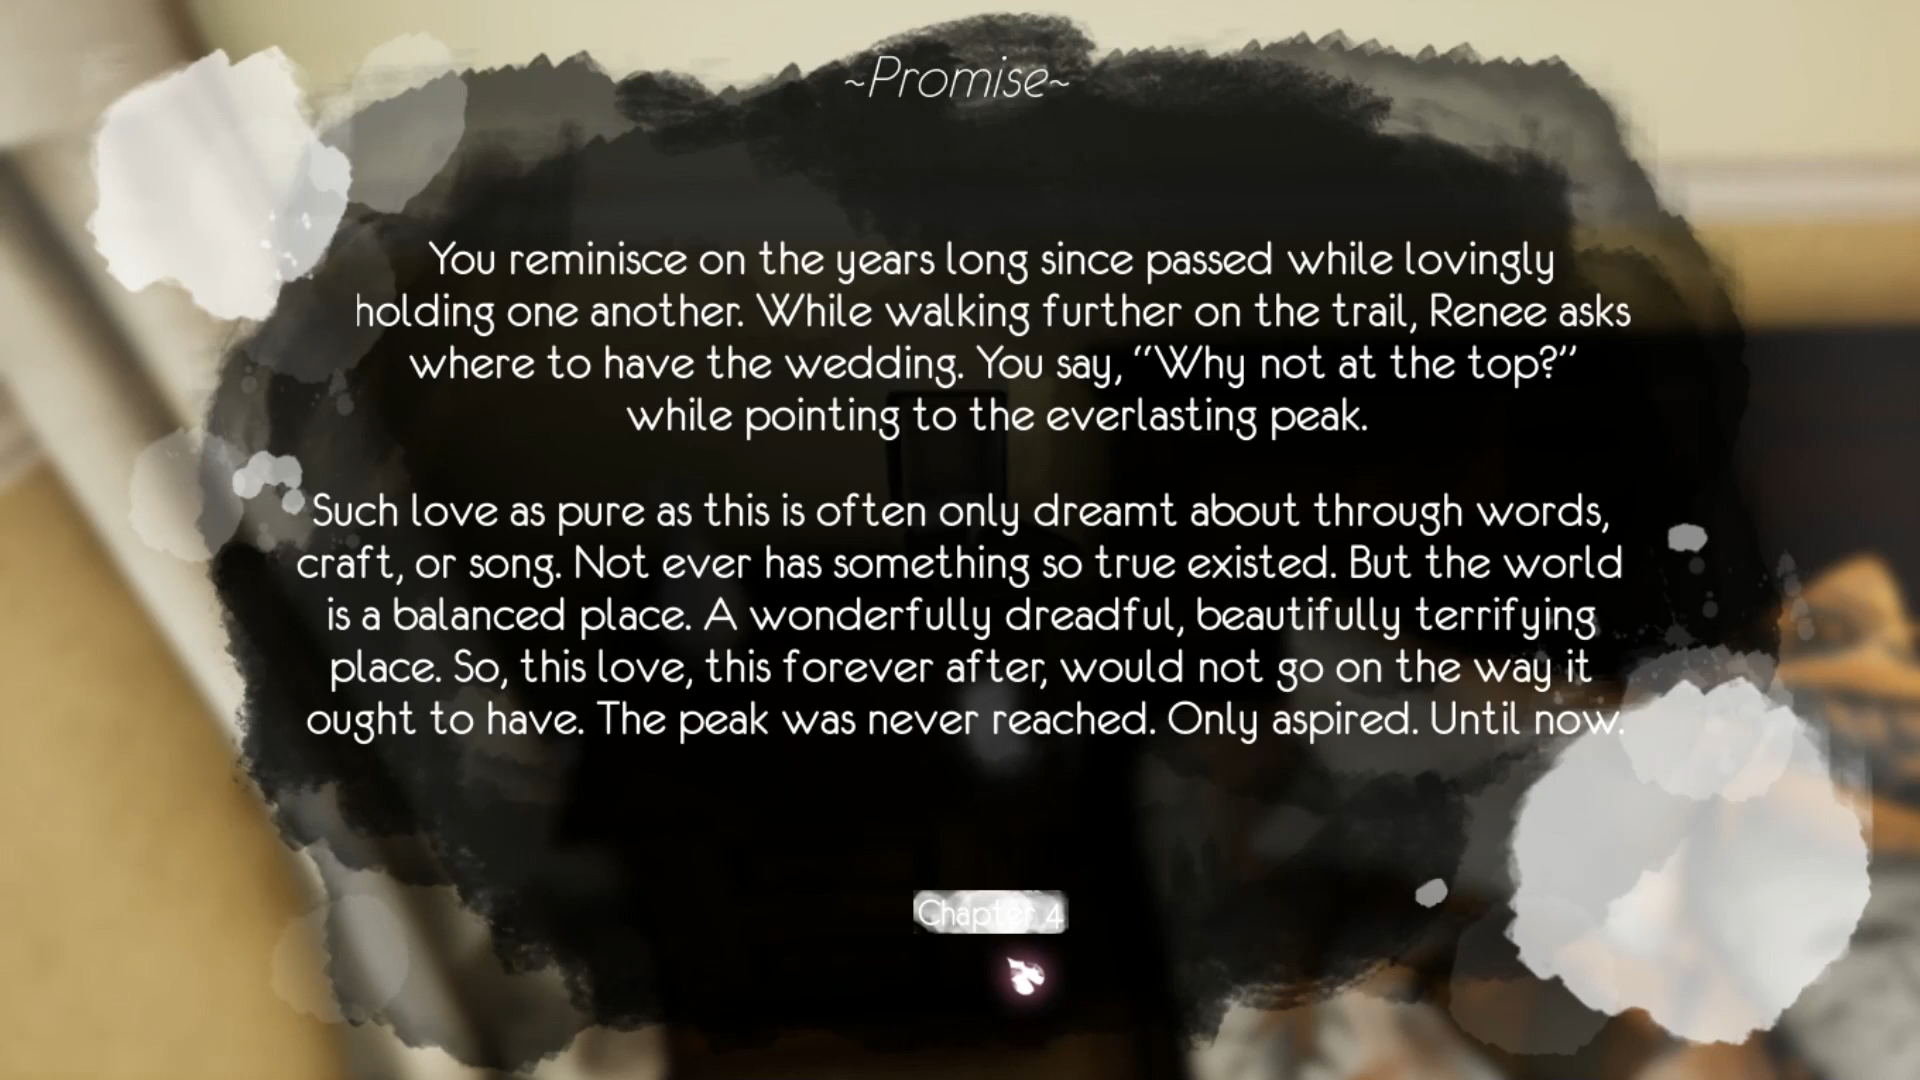 ~Promise~
You reminisce on the years long since passed while lovingly
holding one another. While walking further on the trail, Renee asks
where to have the wedding. You say, “Why not at the top?”
while pointing to the everlasting peak.
Such love as pure as this is often only dreamt about through words,
craft, or song. Not ever has something so true existed. But the world
is a balanced place. A wonderfully dreadful, beautifully terrifying
place. So, this love, this forever after, would not go on the way it
ought to have. The peak was never reached. Only aspired. Until now.
Chapter 4